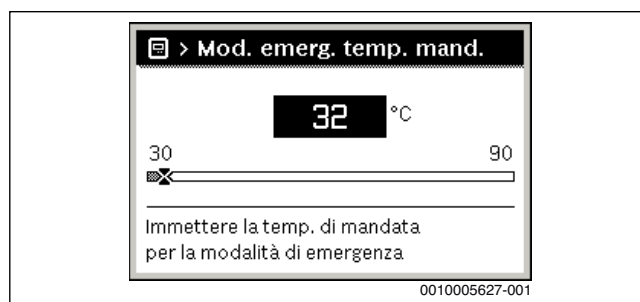 > Mod. emerg. temp. mand.
32 °C
30 90
Immettere la temp. di mandata
per la modalità di emergenza
0010005627-001